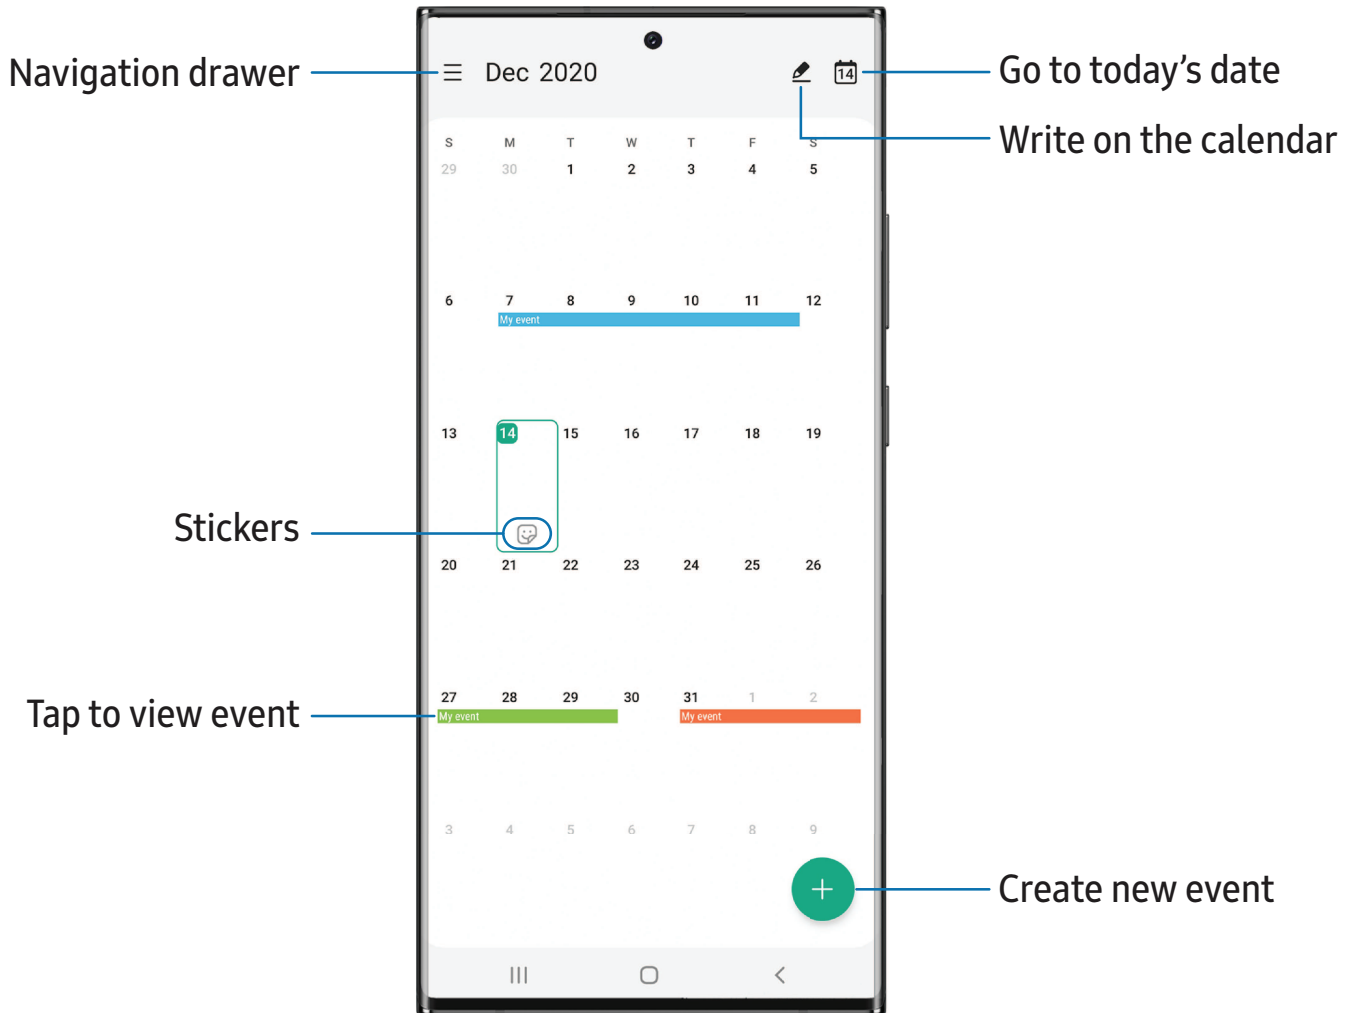 Navigation drawer
Dec 2020
14
Go to today's date
Write on the calendar
S M T W T F S
29 30 1 2 3 4 5
6 7 8 9 10 11 12
My event
13 14 15 16 17 18 19
Stickers
20 21 22 23 24 25 26
27 28 29 30 31 1 2
My event My event
Tap to view event
3 4 5 6 7 8 9
Create new event